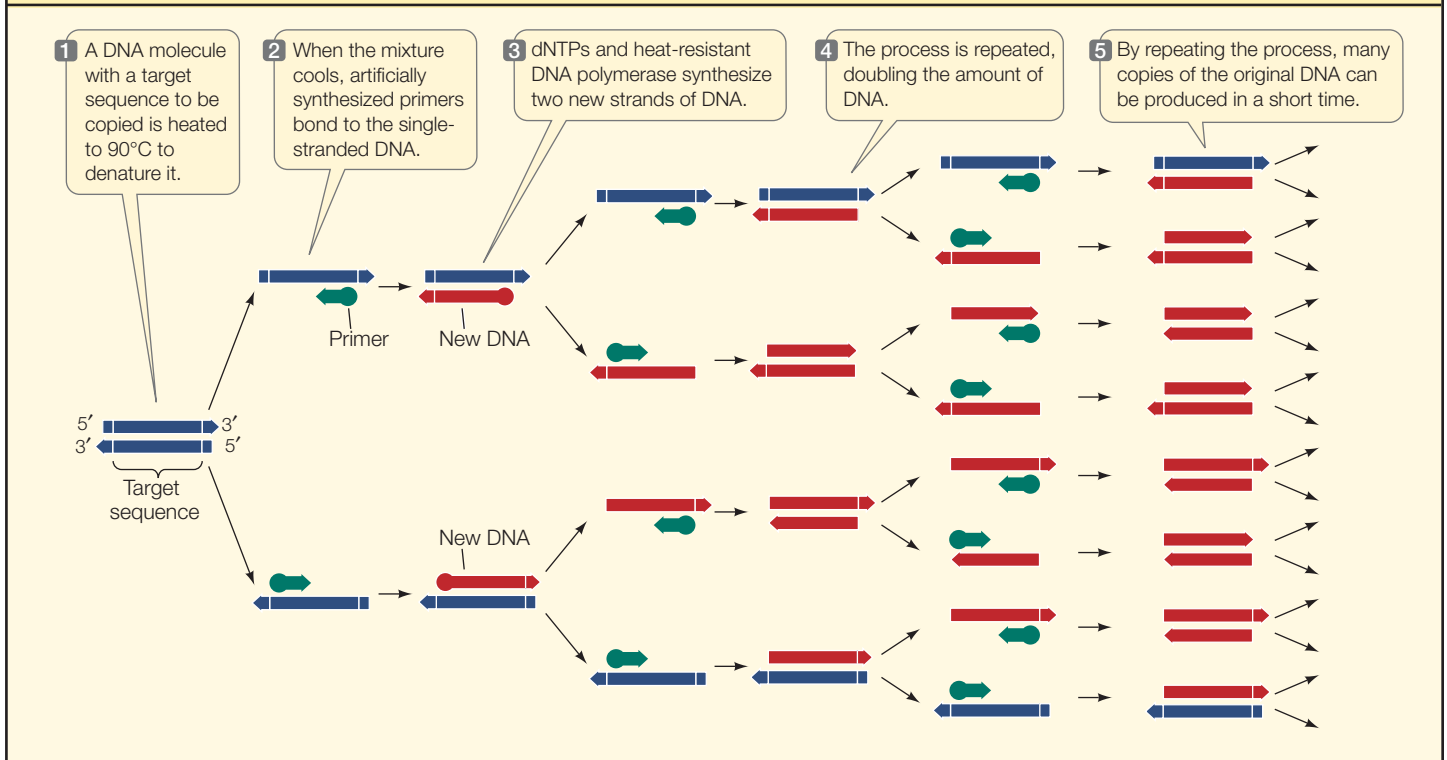 1 A DNA molecule
with a target
sequence to be
copied is heated
to 90°C to
denature it.
2 When the mixture
cools, artificially
synthesized primers
bond to the single-
stranded DNA.
3 dNTPs and heat-resistant
DNA polymerase synthesize
two new strands of DNA.
4 The process is repeated,
doubling the amount of
DNA.
5 By repeating the process, many
copies of the original DNA can
be produced in a short time.
Primer
New DNA
5′ 3′
3′ 5′
Target
sequence
New DNA